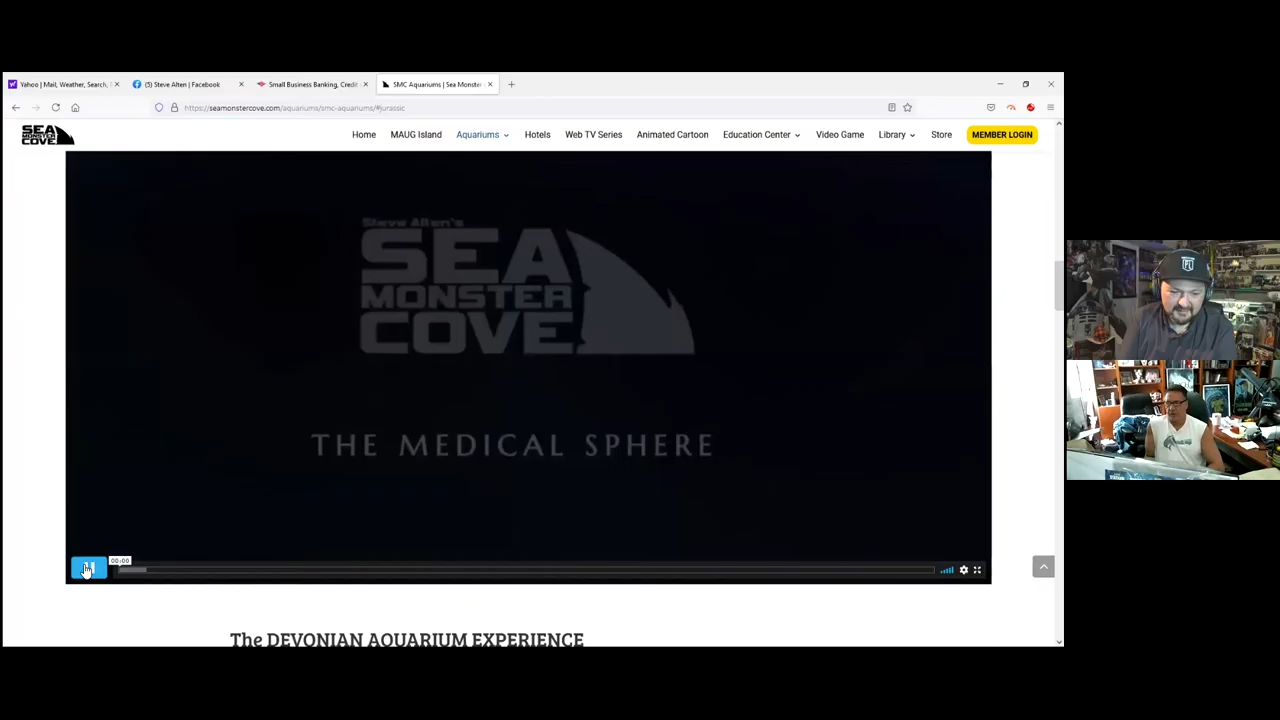 Yahoo | Mail, Weather, Search,
(5) Steve Alten | Facebook
Small Business Banking, Credit
SMC Aquariums | Sea Monster
https://seamonstercove.com/aquariums/smc-aquariums/#jurassic
SEA
MONSTER
COVE
Home
MAUG Island
Aquariums
Hotels
Web TV Series
Animated Cartoon
Education Center
Video Game
Library
Store
MEMBER LOGIN
Steve Alten's
SEA
MONSTER
COVE
THE MEDICAL SPHERE
00:00
The DEVONIAN AQUARIUM EXPERIENCE